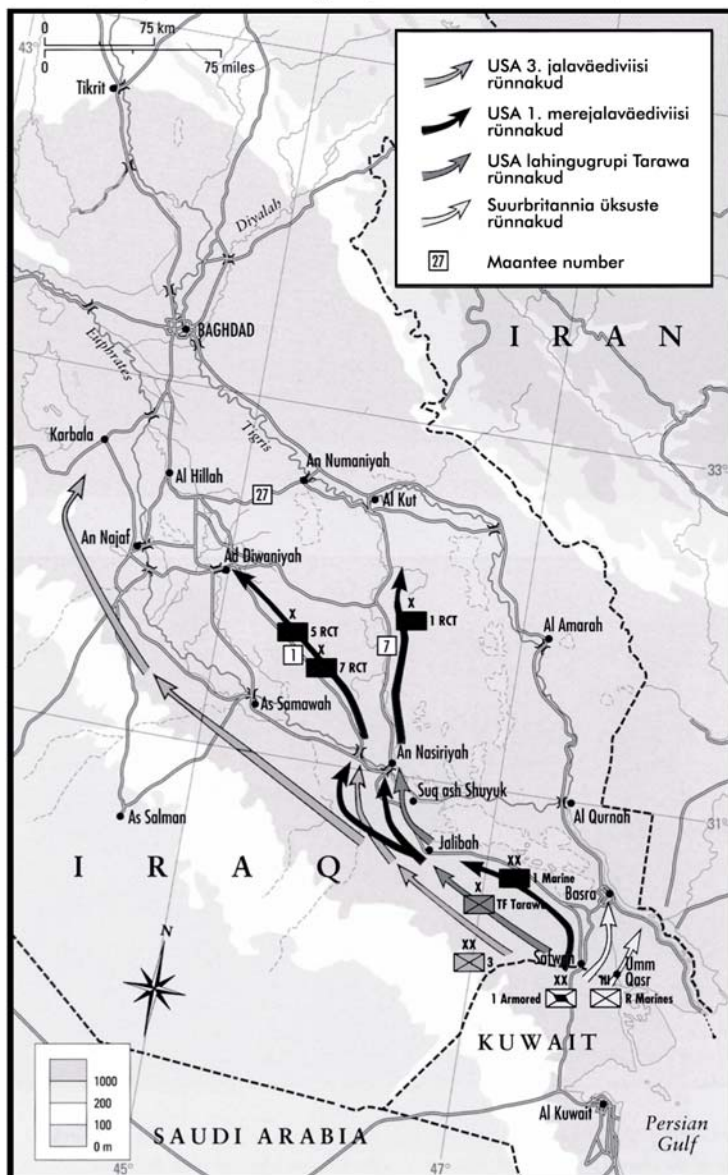 0 75 km
0 75 miles
43°
USA 3. jalaväediviisi
rünnakud
USA 1. merejalaväediviisi
rünnakud
USA lahingugrupi Tarawa
rünnakud
Suurbritannia üksuste
rünnakud
27 Maantee number
Tikrit
Diyalah
BAGHDAD
IRAN
Euphrates
Tigris
Karbala
33°
An Numaniyah
Al Hillah
27
Al Kut
An Najaf
Ad Diwaniyah
X
5 RCT
X
1 RCT
Al Amarah
1
X
7 RCT
7
As Samawah
An Nasiriyah
Suq ash Shuyuk
As Salman
Al Qurnah
31°
Jalibah
IRAQ
XX
1 Marine
X
TF Tarawa
Basra
N
XX
3
Safwan
Umm
Qasr
XX
1 Armored
III
R Marines
KUWAIT
1000
200
100
0 m
Al Kuwait
Persian
Gulf
SAUDI ARABIA
45°
47°